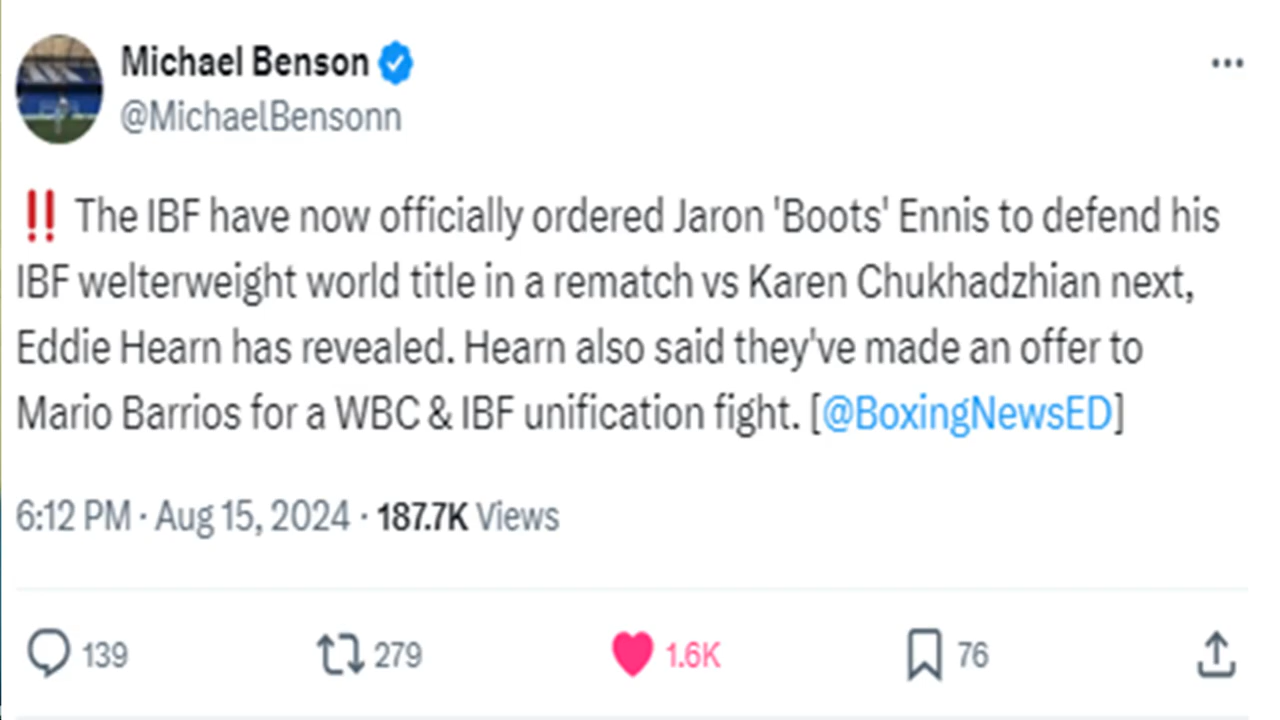 Michael Benson
@MichaelBensonn
‼️ The IBF have now officially ordered Jaron 'Boots' Ennis to defend his
IBF welterweight world title in a rematch vs Karen Chukhadzhian next,
Eddie Hearn has revealed. Hearn also said they've made an offer to
Mario Barrios for a WBC & IBF unification fight. [@BoxingNewsED]
6:12 PM · Aug 15, 2024 · 187.7K Views
139 279 1.6K 76